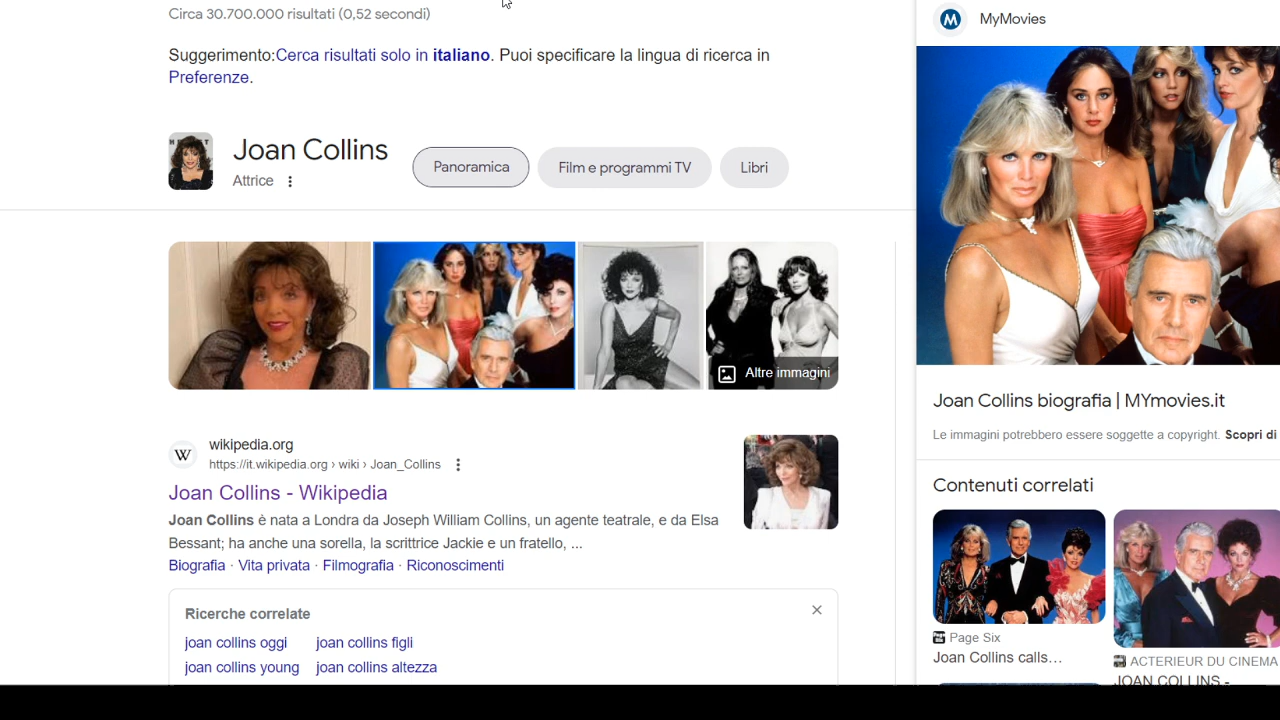 Circa 30.700.000 risultati (0,52 secondi)
Suggerimento:Cerca risultati solo in italiano. Puoi specificare la lingua di ricerca in
Preferenze.
Joan Collins
Attrice
Panoramica
Film e programmi TV
Libri
Altre immagini
W
wikipedia.org
https://it.wikipedia.org › wiki › Joan_Collins
Joan Collins - Wikipedia
Joan Collins è nata a Londra da Joseph William Collins, un agente teatrale, e da Elsa
Bessant; ha anche una sorella, la scrittrice Jackie e un fratello, ...
Biografia · Vita privata · Filmografia · Riconoscimenti
Ricerche correlate
joan collins oggi
joan collins figli
joan collins young
joan collins altezza
M
MyMovies
Joan Collins biografia | MYmovies.it
Le immagini potrebbero essere soggette a copyright. Scopri di
Contenuti correlati
Page Six
Joan Collins calls...
ACTERIEUR DU CINEMA
JOAN COLLINS -